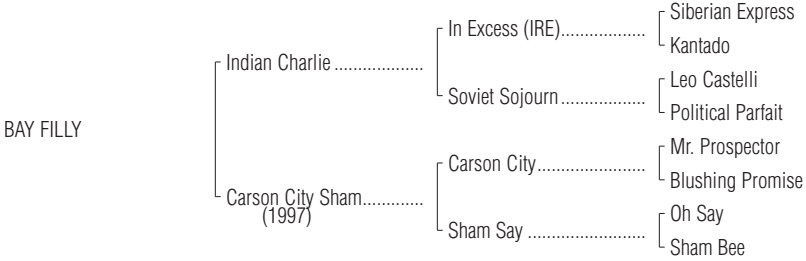 Siberian Express
In Excess (IRE)...................
Kantado
Indian Charlie ...................
Leo Castelli
Soviet Sojourn...................
Political Parfait
BAY FILLY
Mr. Prospector
Carson City........................
Blushing Promise
Carson City Sham.............
(1997)
Oh Say
Sham Say ..........................
Sham Bee